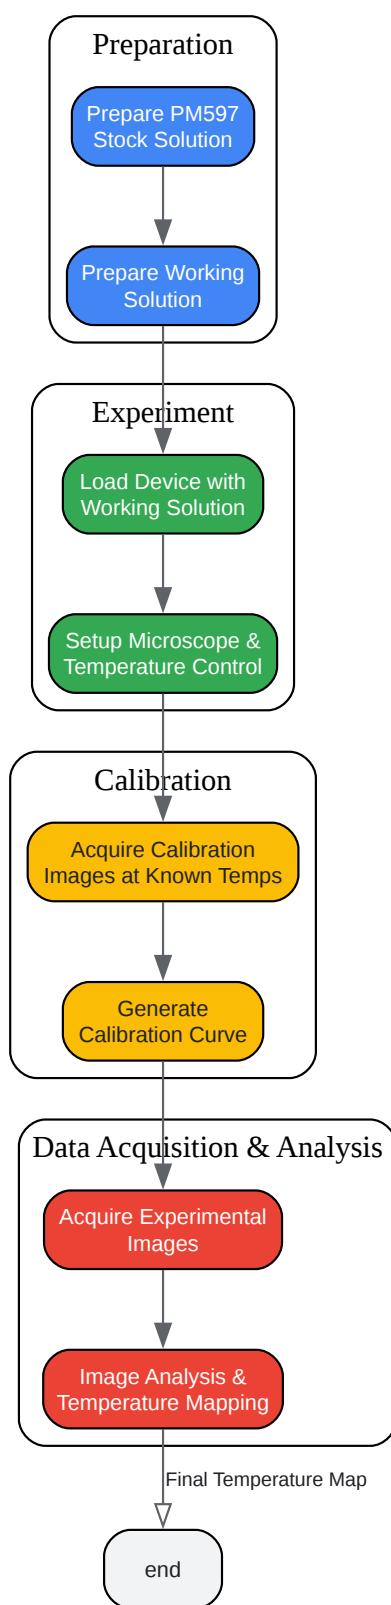 Preparation
Prepare PM597
Stock Solution
Prepare Working
Solution
Experiment
Load Device with
Working Solution
Setup Microscope &
Temperature Control
Calibration
Acquire Calibration
Images at Known Temps
Generate
Calibration Curve
Data Acquisition & Analysis
Acquire Experimental
Images
Image Analysis &
Temperature Mapping
Final Temperature Map
end